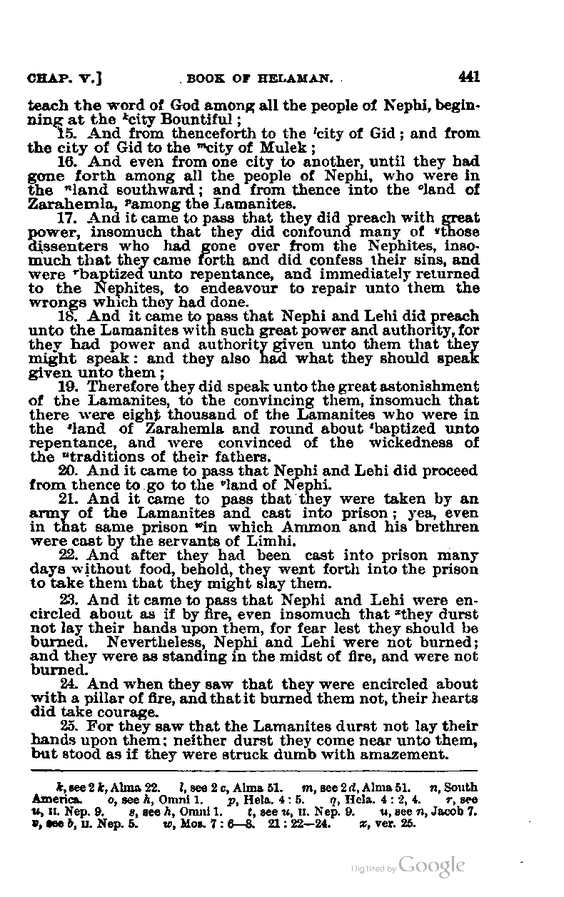 CHAP. V.] BOOK OF HELAMAN. 441
teach the word of God among all the people of Nephi, begin-
ning at the ᵏcity Bountiful;
15. And from thenceforth to the ˡcity of Gid; and from
the city of Gid to the ᵐcity of Mulek;
16. And even from one city to another, until they had
gone forth among all the people of Nephi, who were in
the ⁿland southward; and from thence into the ᵒland of
Zarahemla, ᵖamong the Lamanites.
17. And it came to pass that they did preach with great
power, insomuch that they did confound many of ᑫthose
dissenters who had gone over from the Nephites, inso-
much that they came forth and did confess their sins, and
were ʳbaptized unto repentance, and immediately returned
to the Nephites, to endeavour to repair unto them the
wrongs which they had done.
18. And it came to pass that Nephi and Lehi did preach
unto the Lamanites with such great power and authority, for
they had power and authority given unto them that they
might speak: and they also had what they should speak
given unto them;
19. Therefore they did speak unto the great astonishment
of the Lamanites, to the convincing them, insomuch that
there were eight thousand of the Lamanites who were in
the ˢland of Zarahemla and round about ᵗbaptized unto
repentance, and were convinced of the wickedness of
the ᵘtraditions of their fathers.
20. And it came to pass that Nephi and Lehi did proceed
from thence to go to the ᵛland of Nephi.
21. And it came to pass that they were taken by an
army of the Lamanites and cast into prison; yea, even
in that same prison ʷin which Ammon and his brethren
were cast by the servants of Limhi.
22. And after they had been cast into prison many
days without food, behold, they went forth into the prison
to take them that they might slay them.
23. And it came to pass that Nephi and Lehi were en-
circled about as if by fire, even insomuch that ˣthey durst
not lay their hands upon them, for fear lest they should be
burned. Nevertheless, Nephi and Lehi were not burned;
and they were as standing in the midst of fire, and were not
burned.
24. And when they saw that they were encircled about
with a pillar of fire, and that it burned them not, their hearts
did take courage.
25. For they saw that the Lamanites durst not lay their
hands upon them; neither durst they come near unto them,
but stood as if they were struck dumb with amazement.
k, see 2 k, Alma 22. l, see 2 c, Alma 51. m, see 2 d, Alma 51. n, South
America. o, see h, Omni 1. p, Hela. 4:5. q, Hela. 4:2, 4. r, see
u, II. Nep. 9. s, see h, Omni 1. t, see u, II. Nep. 9. u, see n, Jacob 7.
v, see b, II. Nep. 5. w, Mos. 7:6—8. 21:22—24. x, ver. 25.
Digitized by Google